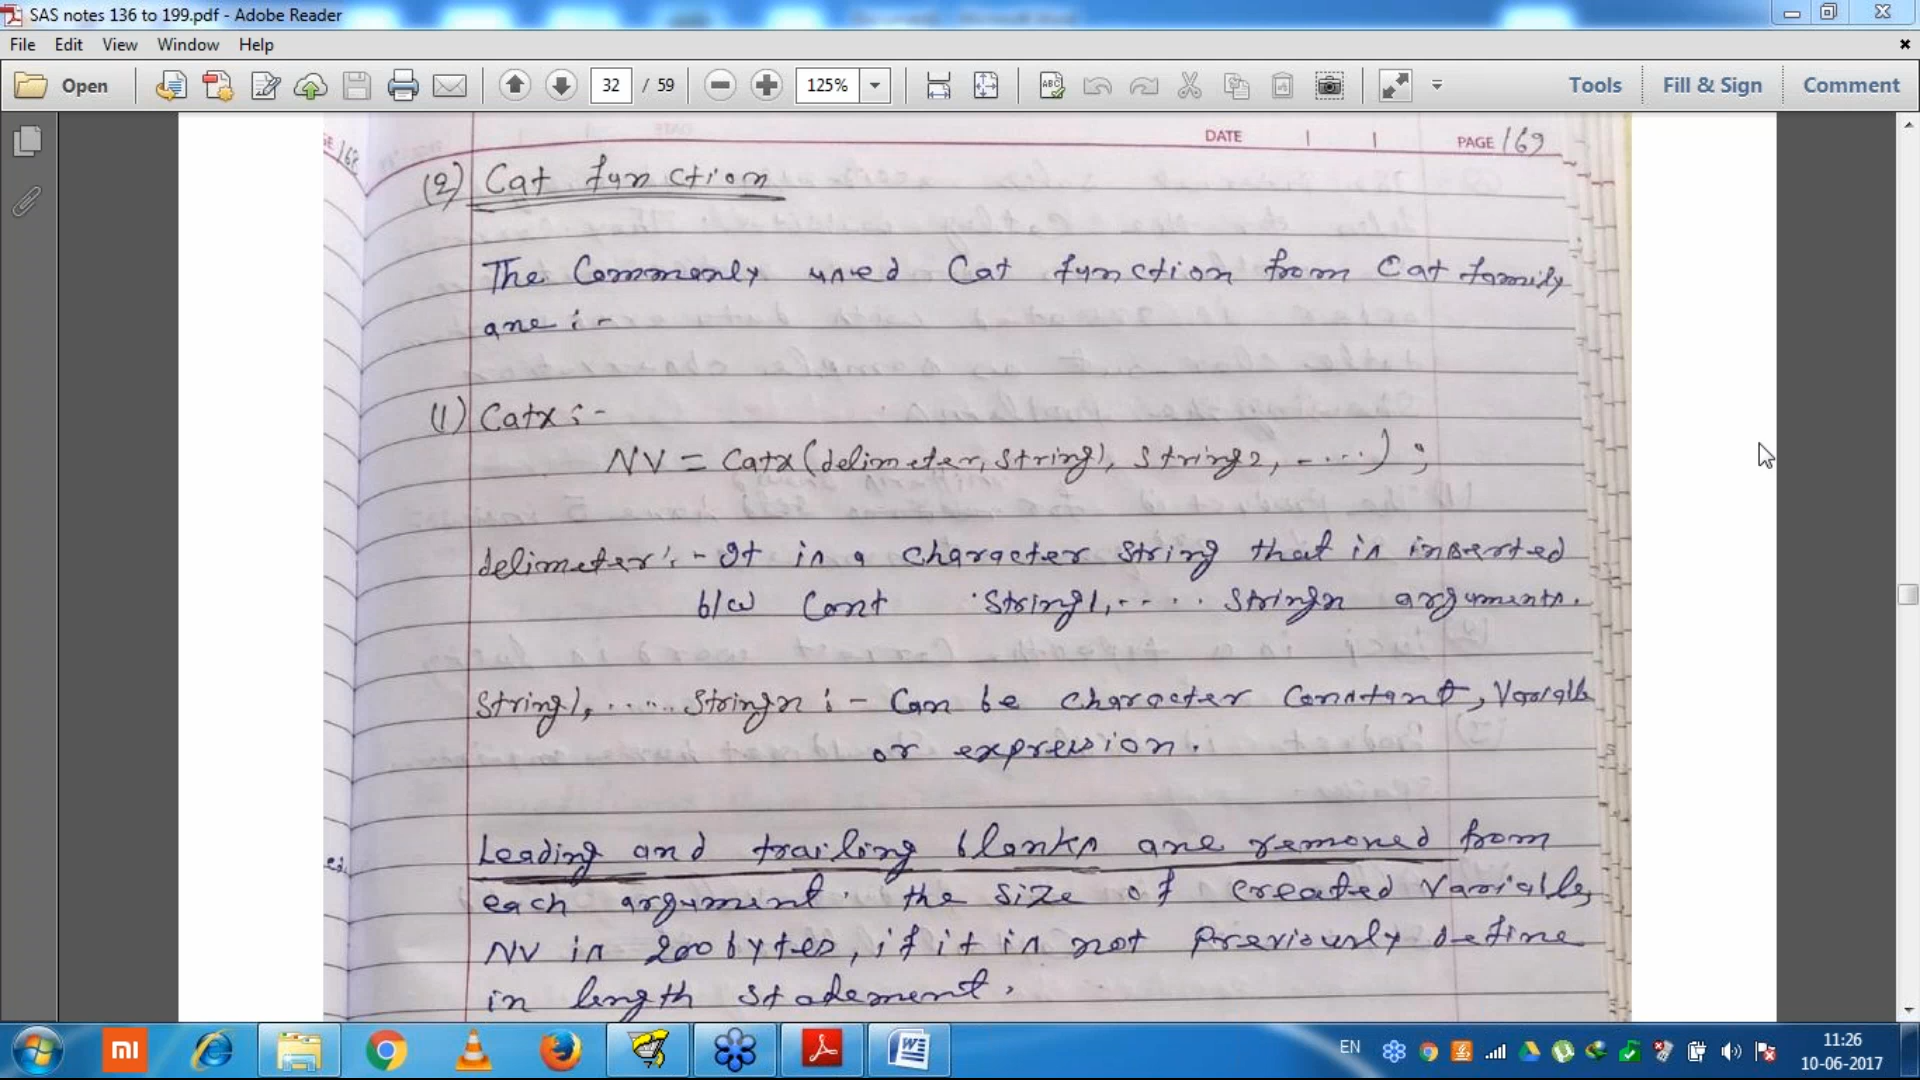 SAS notes 136 to 199.pdf - Adobe Reader
File Edit View Window Help
Open 32 / 59 125% Tools Fill & Sign Comment
168
DATE PAGE 169
(2) Cat function
The Commonly used Cat function from Cat family
are :-
(1) Catx :-
NV = Catx(delimeter, string1, string2, -....) ;
delimeter :- It is a character string that is inserted
b/w Cont string1, -.... stringn arguments.
string1, ..... stringn :- Can be character Constant, Variable
or expression.
Leading and trailing blanks are removed from
each argument. the size of created variable,
NV is 200 bytes, if it is not previously define
in length statement.
EN 11:26
10-06-2017